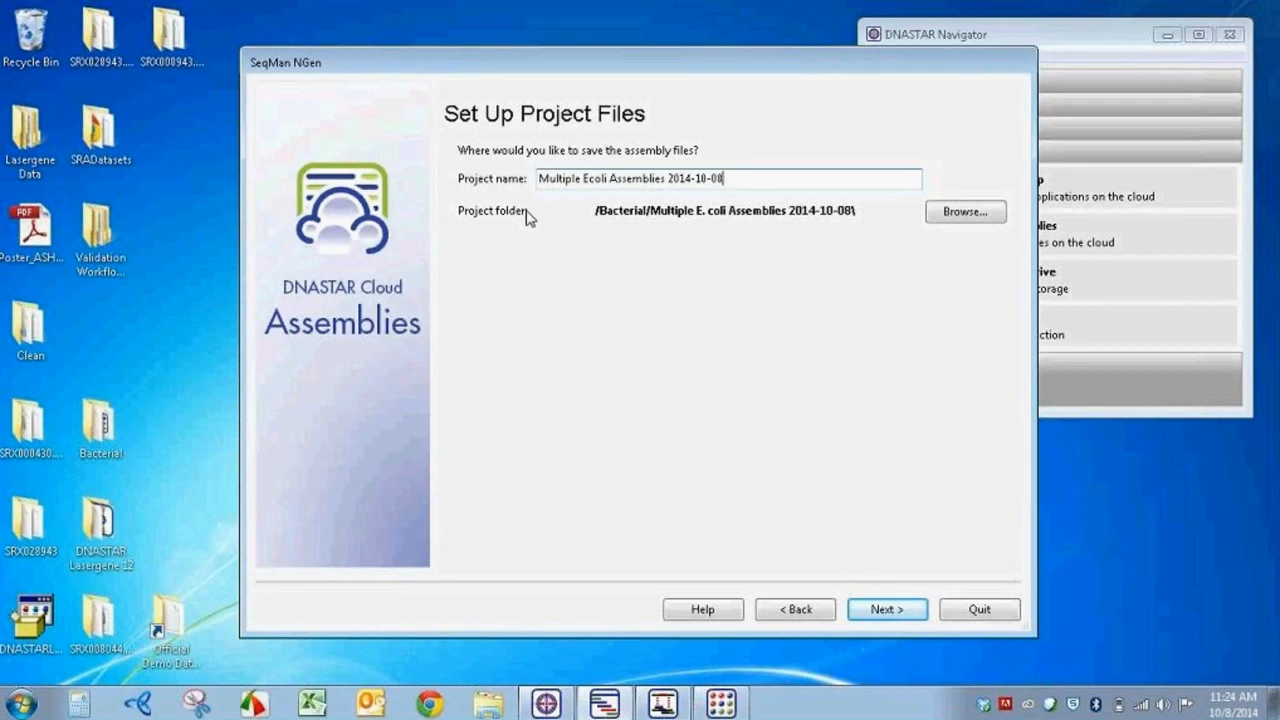 Recycle Bin
SRX028943....
SRX008943....
Lasergene
Data
SRADatasets
PDF
Poster_ASH...
Validation
Workflo...
Clean
SRX000430....
Bacterial
SRX028943
DNASTAR
Lasergene 12
DNASTARL...
SRX008044...
Official
Demo Dat...
DNASTAR Navigator
p
plications on the cloud
lies
es on the cloud
ive
orage
ction
SeqMan NGen
DNASTAR Cloud
Assemblies
Set Up Project Files
Where would you like to save the assembly files?
Project name: Multiple Ecoli Assemblies 2014-10-08
Project folder: /Bacterial/Multiple E. coli Assemblies 2014-10-08\ Browse...
Help < Back Next > Quit
11:24 AM
10/8/2014